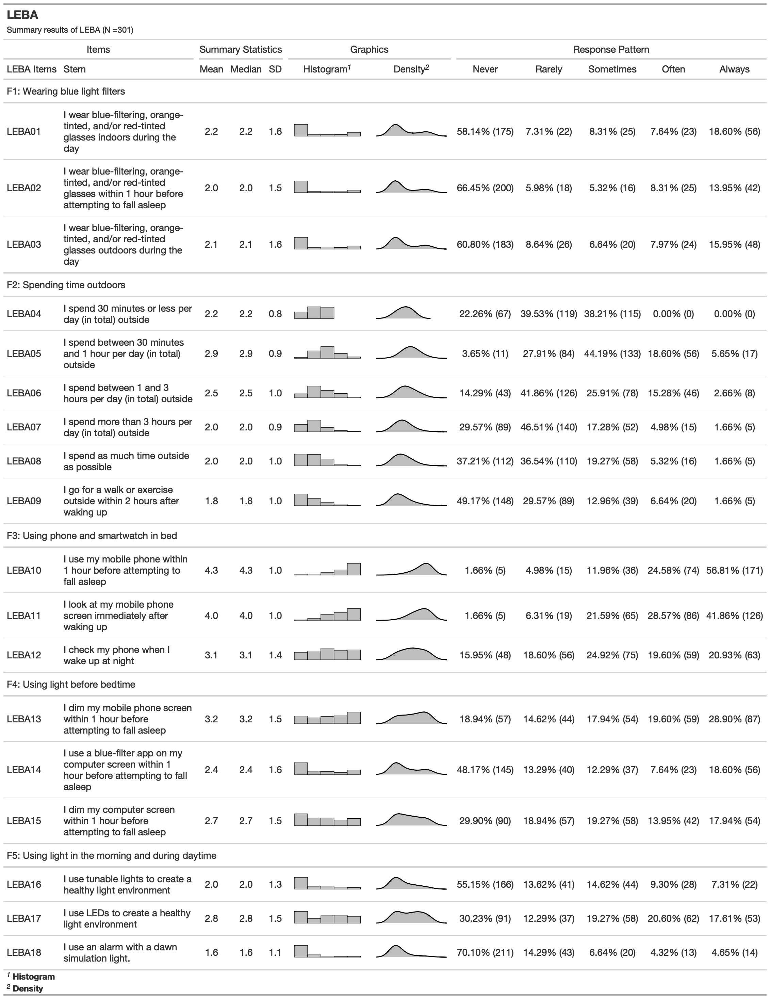 LEBA
Summary results of LEBA (N =301)
Items Summary Statistics Graphics Response Pattern
LEBA Items Stem Mean Median SD Histogram1 Density2 Never Rarely Sometimes Often Always
F1: Wearing blue light filters
I wear blue-filtering, orange-
tinted, and/or red-tinted
LEBA01 glasses indoors during the 2.2 2.2 1.6 58.14% (175) 7.31% (22) 8.31% (25) 7.64% (23) 18.60% (56)
day
I wear blue-filtering, orange-
tinted, and/or red-tinted
LEBA02 glasses within 1 hour before 2.0 2.0 1.5 66.45% (200) 5.98% (18) 5.32% (16) 8.31% (25) 13.95% (42)
attempting to fall asleep
I wear blue-filtering, orange-
tinted, and/or red-tinted
LEBA03 glasses outdoors during the 2.1 2.1 1.6 60.80% (183) 8.64% (26) 6.64% (20) 7.97% (24) 15.95% (48)
day
F2: Spending time outdoors
LEBA04 I spend 30 minutes or less per 2.2 2.2 0.8 22.26% (67) 39.53% (119) 38.21% (115) 0.00% (0) 0.00% (0)
day (in total) outside
I spend between 30 minutes
LEBA05 and 1 hour per day (in total) 2.9 2.9 0.9 3.65% (11) 27.91% (84) 44.19% (133) 18.60% (56) 5.65% (17)
outside
LEBA06 I spend between 1 and 3 2.5 2.5 1.0 14.29% (43) 41.86% (126) 25.91% (78) 15.28% (46) 2.66% (8)
hours per day (in total) outside
LEBA07 I spend more than 3 hours per 2.0 2.0 0.9 29.57% (89) 46.51% (140) 17.28% (52) 4.98% (15) 1.66% (5)
day (in total) outside
LEBA08 I spend as much time outside 2.0 2.0 1.0 37.21% (112) 36.54% (110) 19.27% (58) 5.32% (16) 1.66% (5)
as possible
I go for a walk or exercise
LEBA09 outside within 2 hours after 1.8 1.8 1.0 49.17% (148) 29.57% (89) 12.96% (39) 6.64% (20) 1.66% (5)
waking up
F3: Using phone and smartwatch in bed
I use my mobile phone within
LEBA10 1 hour before attempting to 4.3 4.3 1.0 1.66% (5) 4.98% (15) 11.96% (36) 24.58% (74) 56.81% (171)
fall asleep
I look at my mobile phone
LEBA11 screen immediately after 4.0 4.0 1.0 1.66% (5) 6.31% (19) 21.59% (65) 28.57% (86) 41.86% (126)
waking up
LEBA12 I check my phone when I 3.1 3.1 1.4 15.95% (48) 18.60% (56) 24.92% (75) 19.60% (59) 20.93% (63)
wake up at night
F4: Using light before bedtime
I dim my mobile phone screen
LEBA13 within 1 hour before 3.2 3.2 1.5 18.94% (57) 14.62% (44) 17.94% (54) 19.60% (59) 28.90% (87)
attempting to fall asleep
I use a blue-filter app on my
computer screen within 1
LEBA14 hour before attempting to fall 2.4 2.4 1.6 48.17% (145) 13.29% (40) 12.29% (37) 7.64% (23) 18.60% (56)
asleep
I dim my computer screen
LEBA15 within 1 hour before 2.7 2.7 1.5 29.90% (90) 18.94% (57) 19.27% (58) 13.95% (42) 17.94% (54)
attempting to fall asleep
F5: Using light in the morning and during daytime
LEBA16 I use tunable lights to create a 2.0 2.0 1.3 55.15% (166) 13.62% (41) 14.62% (44) 9.30% (28) 7.31% (22)
healthy light environment
LEBA17 I use LEDs to create a healthy 2.8 2.8 1.5 30.23% (91) 12.29% (37) 19.27% (58) 20.60% (62) 17.61% (53)
light environment
LEBA18 I use an alarm with a dawn 1.6 1.6 1.1 70.10% (211) 14.29% (43) 6.64% (20) 4.32% (13) 4.65% (14)
simulation light.
1 Histogram
2 Density